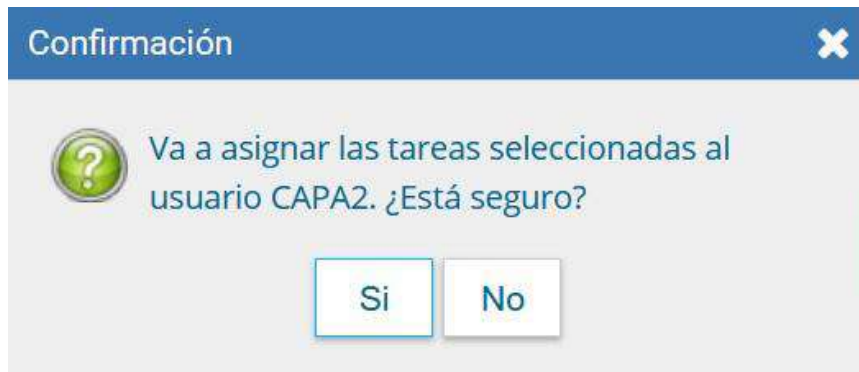 Confirmación
Va a asignar las tareas seleccionadas al
usuario CAPA2. ¿Está seguro?
Si No